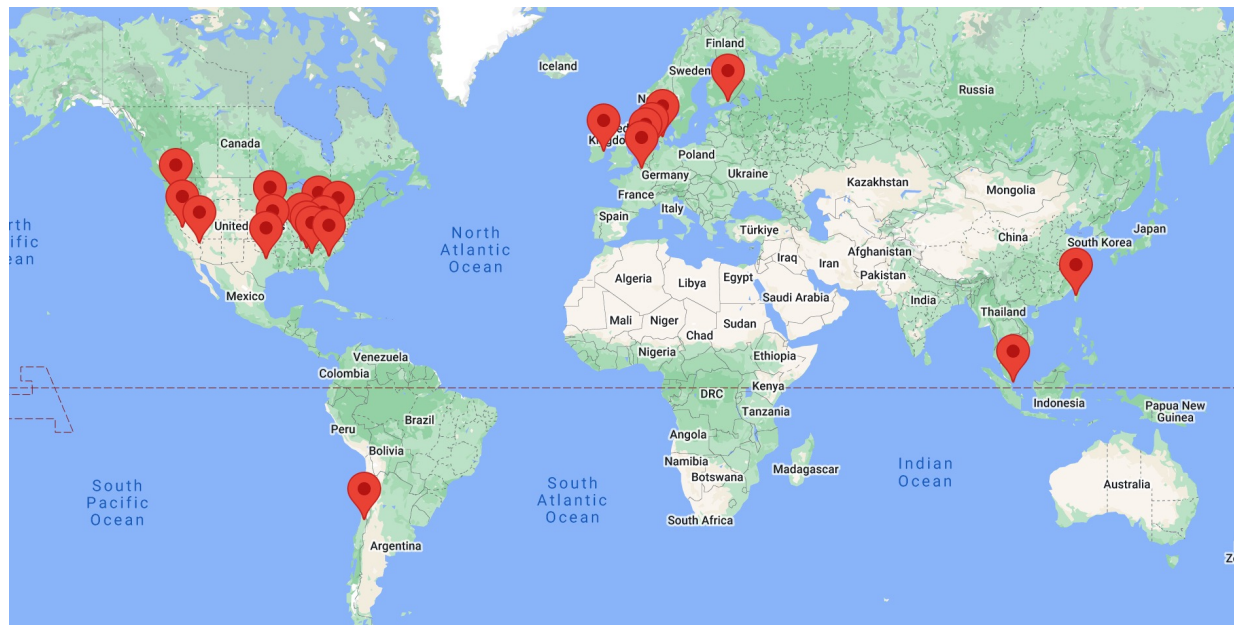 Iceland
Finland
Sweden
Russia
Canada
Poland
Ukraine
Germany
France
Kazakhstan
Mongolia
Italy
Spain
Türkiye
Japan
South Korea
China
North
Atlantic
Ocean
Afghanistan
Iraq
Iran
Pakistan
Algeria
Libya
Egypt
Saudi Arabia
India
Mexico
Mali
Niger
Chad
Sudan
Thailand
Nigeria
Ethiopia
Venezuela
Colombia
DRC
Kenya
Indonesia
Papua New
Guinea
Tanzania
Brazil
Peru
Angola
Bolivia
Namibia
Botswana
Madagascar
Indian
Ocean
Australia
South
Pacific
Ocean
South
Atlantic
Ocean
South Africa
Argentina